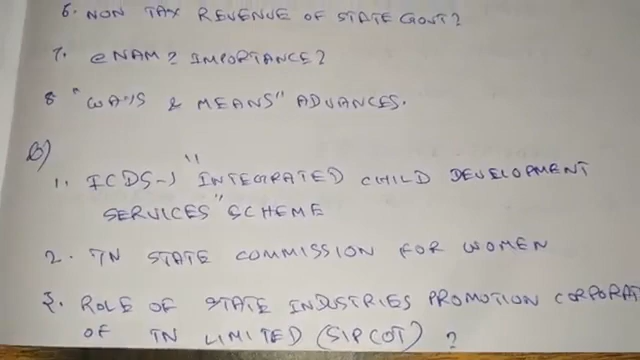 6. NON TAX REVENUE OF STATE GOVT?
7. eNAM? IMPORTANCE?
8 "WAYS & MEANS" ADVANCES.
B)
1. ICDS -> "INTEGRATED CHILD DEVELOPMENT
SERVICES" SCHEME
2. TN STATE COMMISSION FOR WOMEN
3. ROLE OF STATE INDUSTRIES PROMOTION CORPORAT
OF TN LIMITED (SIPCOT) ?